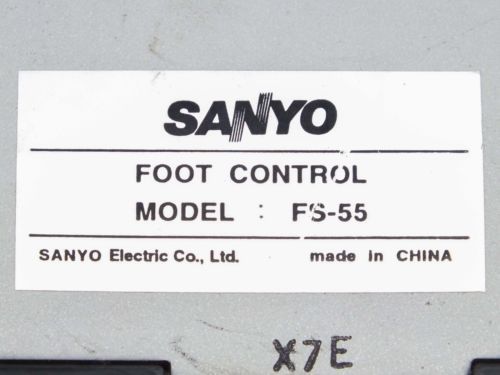 SANYO
FOOT CONTROL
MODEL : FS-55
SANYO Electric Co., Ltd. made in CHINA
X7E